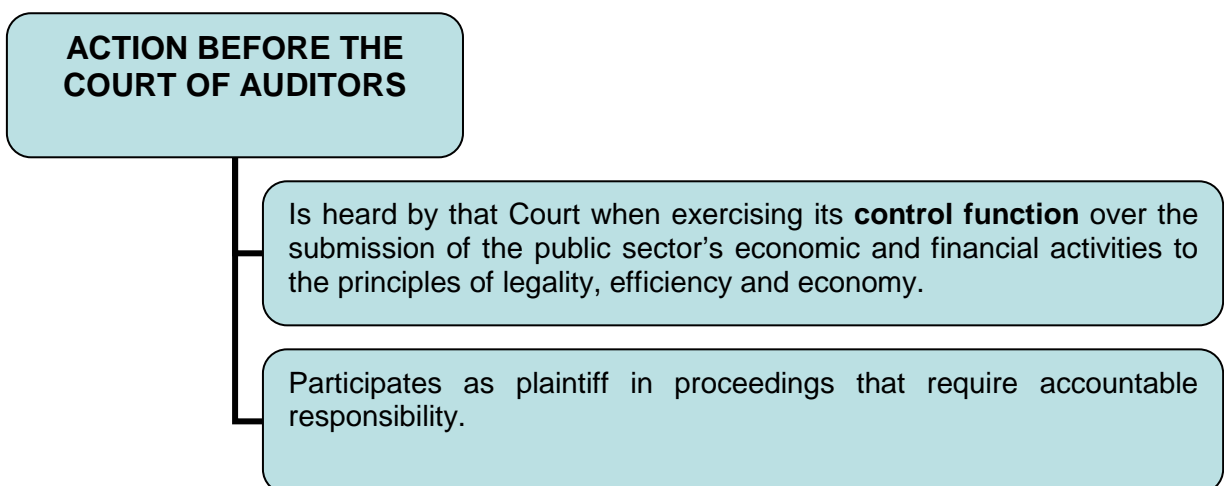 ACTION BEFORE THE
COURT OF AUDITORS
Is heard by that Court when exercising its control function over the
submission of the public sector's economic and financial activities to
the principles of legality, efficiency and economy.
Participates as plaintiff in proceedings that require accountable
responsibility.